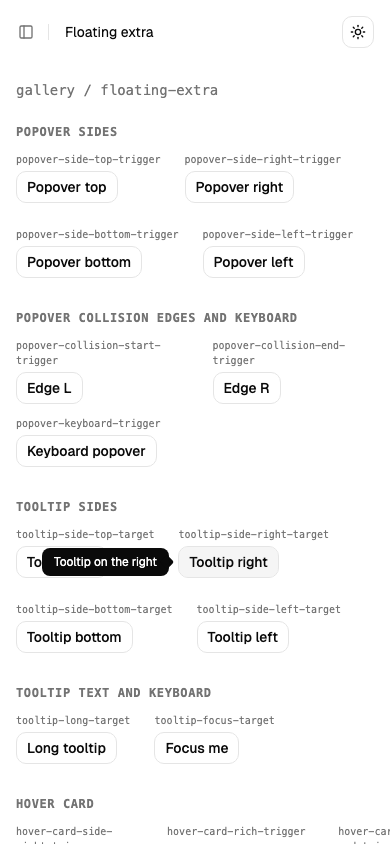 Floating extra
gallery / floating-extra
POPOVER SIDES
popover-side-top-trigger
popover-side-right-trigger
Popover top
Popover right
popover-side-bottom-trigger
popover-side-left-trigger
Popover bottom
Popover left
POPOVER COLLISION EDGES AND KEYBOARD
popover-collision-start-
trigger
popover-collision-end-
trigger
Edge L
Edge R
popover-keyboard-trigger
Keyboard popover
TOOLTIP SIDES
tooltip-side-top-target
tooltip-side-right-target
To
Tooltip on the right
Tooltip right
tooltip-side-bottom-target
tooltip-side-left-target
Tooltip bottom
Tooltip left
TOOLTIP TEXT AND KEYBOARD
tooltip-long-target
tooltip-focus-target
Long tooltip
Focus me
HOVER CARD
hover-card-side-
hover-card-rich-trigger
hover-car